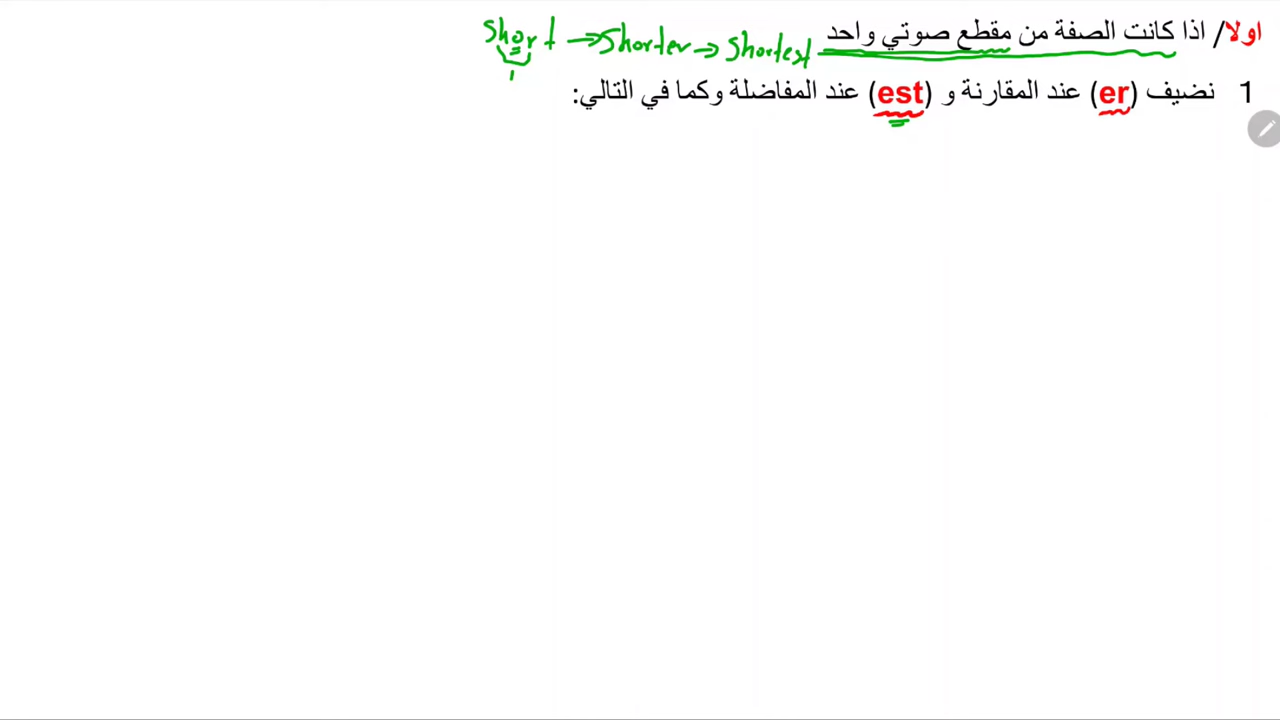 اولا/ اذا كانت الصفة من مقطع صوتي واحد short → shorter → shortest
1 نضيف (er) عند المقارنة و (est) عند المفاضلة وكما في التالي: